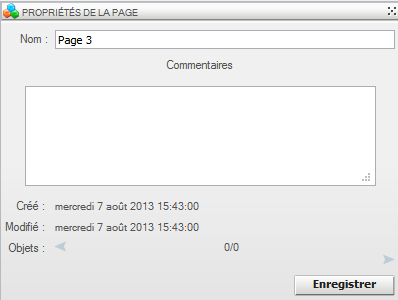 PROPRIÉTÉS DE LA PAGE
Nom : Page 3
Commentaires
Créé : mercredi 7 août 2013 15:43:00
Modifié : mercredi 7 août 2013 15:43:00
Objets : 0/0
Enregistrer